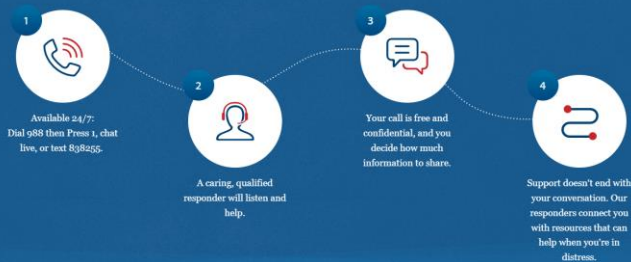 1
Available 24/7:
Dial 988 then Press 1, chat
live, or text 838255.
2
A caring, qualified
responder will listen and
help.
3
Your call is free and
confidential, and you
decide how much
information to share.
4
Support doesn't end with
your conversation. Our
responders connect you
with resources that can
help when you're in
distress.